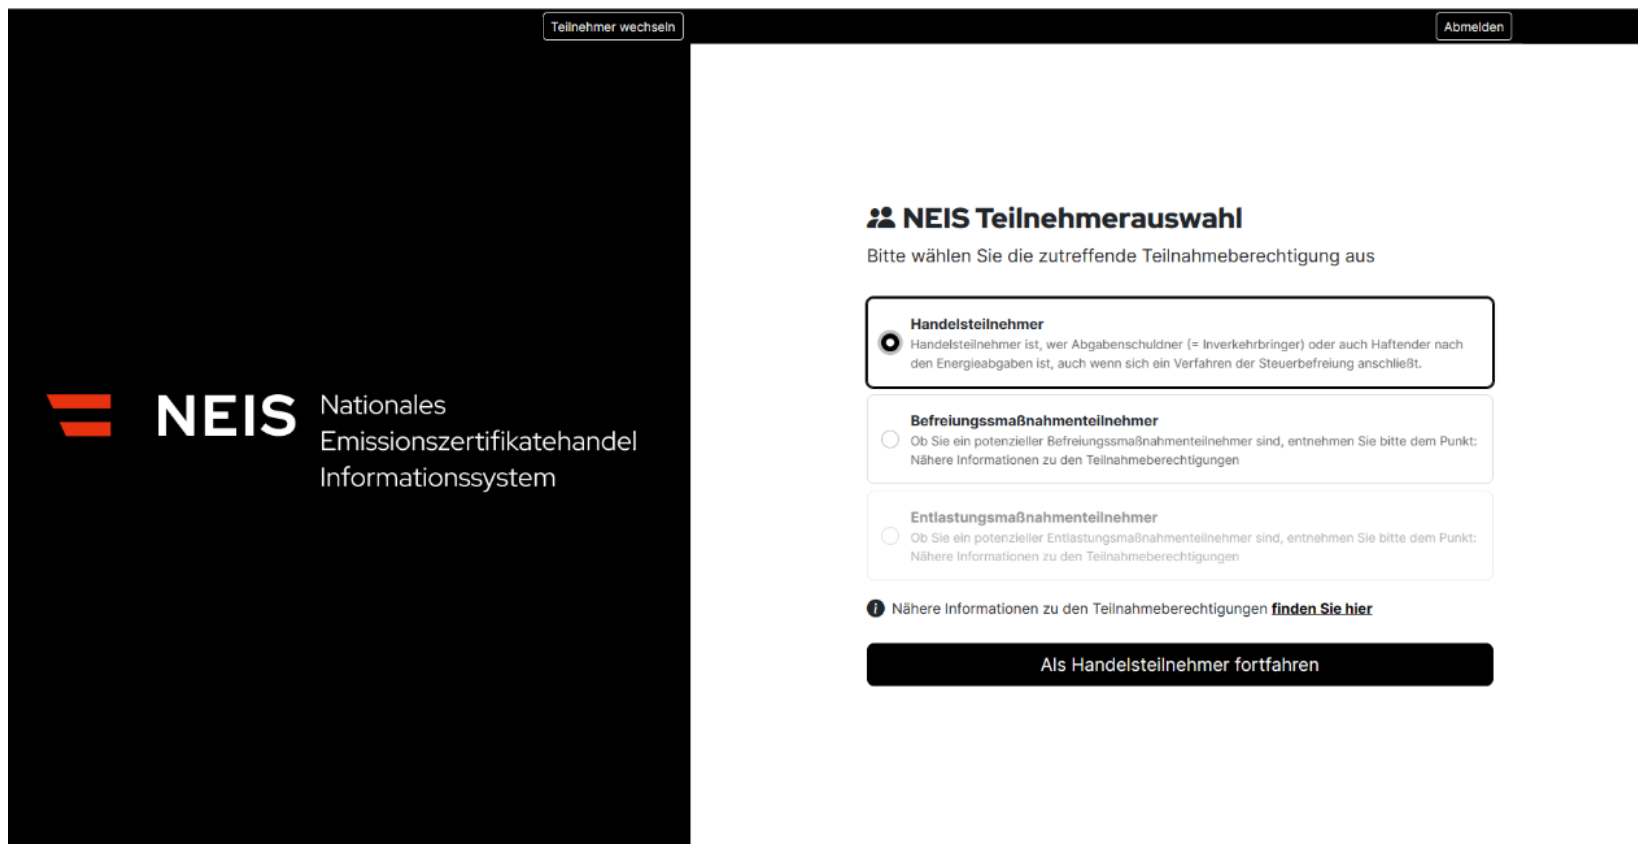 Teilnehmer wechseln
Abmelden
NEIS
Nationales
Emissionszertifikatehandel
Informationssystem
NEIS Teilnehmerauswahl
Bitte wählen Sie die zutreffende Teilnahmeberechtigung aus
Handelsteilnehmer
Handelsteilnehmer ist, wer Abgabenschuldner (= Inverkehrbringer) oder auch Haftender nach
den Energieabgaben ist, auch wenn sich ein Verfahren der Steuerbefreiung anschließt.
Befreiungssmaßnahmenteilnehmer
Ob Sie ein potenzieller Befreiungssmaßnahmenteilnehmer sind, entnehmen Sie bitte dem Punkt:
Nähere Informationen zu den Teilnahmeberechtigungen
Entlastungsmaßnahmenteilnehmer
Ob Sie ein potenzieller Entlastungsmaßnahmenteilnehmer sind, entnehmen Sie bitte dem Punkt:
Nähere Informationen zu den Teilnahmeberechtigungen
Nähere Informationen zu den Teilnahmeberechtigungen finden Sie hier
Als Handelsteilnehmer fortfahren